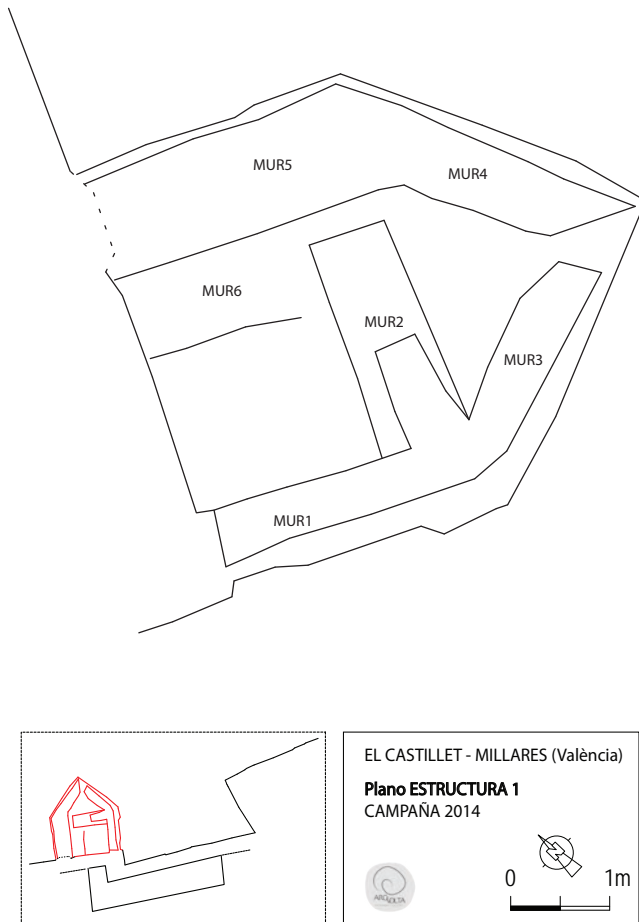 MUR5
MUR4
MUR6
MUR2
MUR3
MUR1
EL CASTILLET - MILLARES (València)
Plano ESTRUCTURA 1
CAMPAÑA 2014
N
0 1m